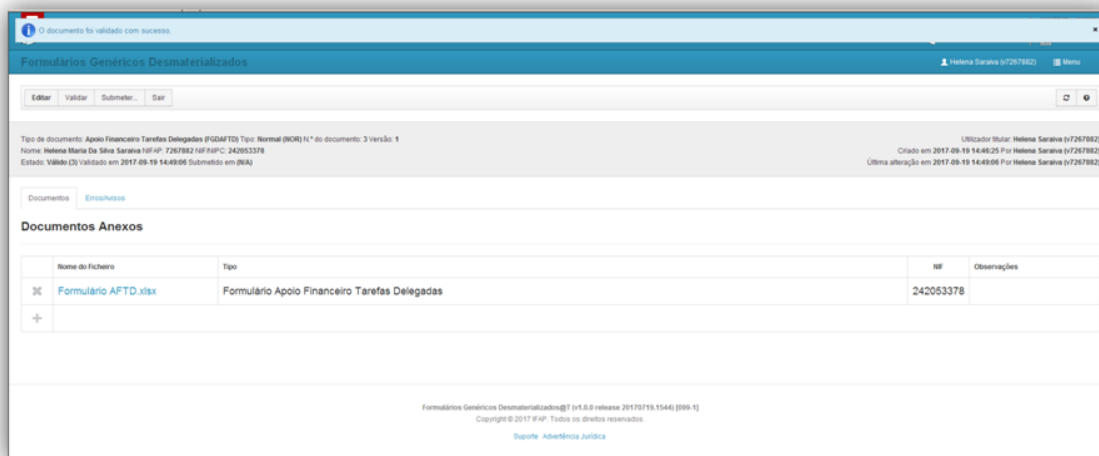 O documento foi validado com sucesso.
Formulários Genéricos Desmaterializados
Helena Saraiva (v7267882) Menu
Editar Validar Submeter... Sair
Tipo de documento: Apoio Financeiro Tarefas Delegadas (FGDAFTD) Tipo: Normal (NOR) N.º do documento: 3 Versão: 1
Utilizador titular: Helena Saraiva (v7267882)
Nome: Helena Maria Da Silva Saraiva NIFAP: 7267882 NIF/NIPC: 242053378
Criado em 2017-09-19 14:46:25 Por Helena Saraiva (v7267882)
Estado: Válido (3) Validado em 2017-09-19 14:49:06 Submetido em (N/A)
Última alteração em 2017-09-19 14:49:06 Por Helena Saraiva (v7267882)
Documentos Erros/Avisos
Documentos Anexos
Nome do Ficheiro Tipo NIF Observações
Formulário AFTD.xlsx Formulário Apoio Financeiro Tarefas Delegadas 242053378
Formulários Genéricos Desmaterializados@T (v1.0.0 release 20170719.1544) [099-1]
Copyright © 2017 IFAP. Todos os direitos reservados.
Suporte Advertência Jurídica